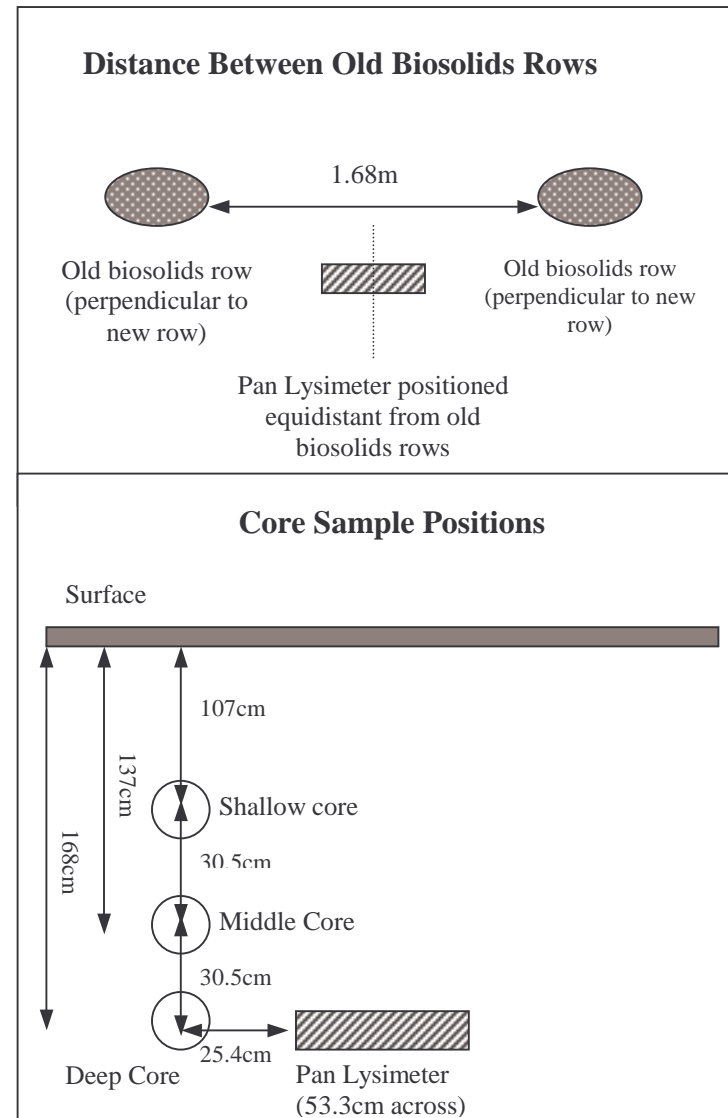 Distance Between Old Biosolids Rows
1.68m
Old biosolids row
(perpendicular to
new row)
Old biosolids row
(perpendicular to new
row)
Pan Lysimeter positioned
equidistant from old
biosolids rows
Core Sample Positions
Surface
107cm
137cm
168cm
Shallow core
30.5cm
Middle Core
30.5cm
25.4cm
Deep Core
Pan Lysimeter
(53.3cm across)